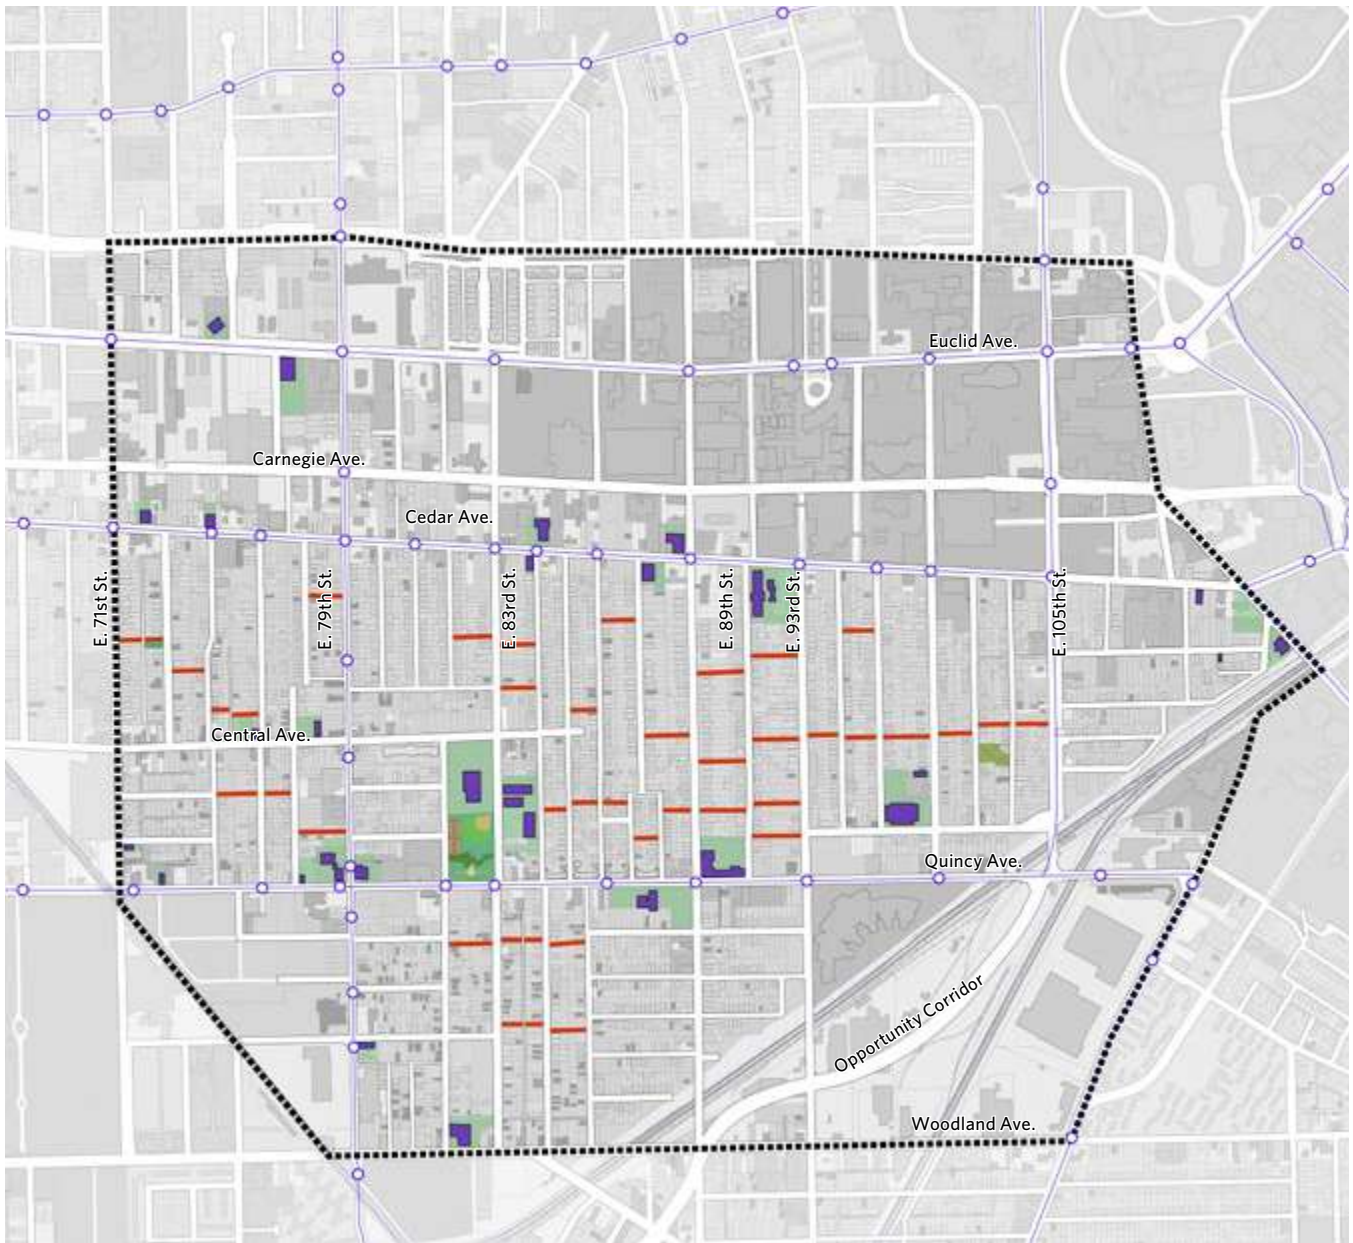 Euclid Ave.
Carnegie Ave.
Cedar Ave.
E. 71st St.
E. 79th St.
E. 83rd St.
E. 89th St.
E. 93rd St.
E. 105th St.
Central Ave.
Quincy Ave.
Opportunity Corridor
Woodland Ave.